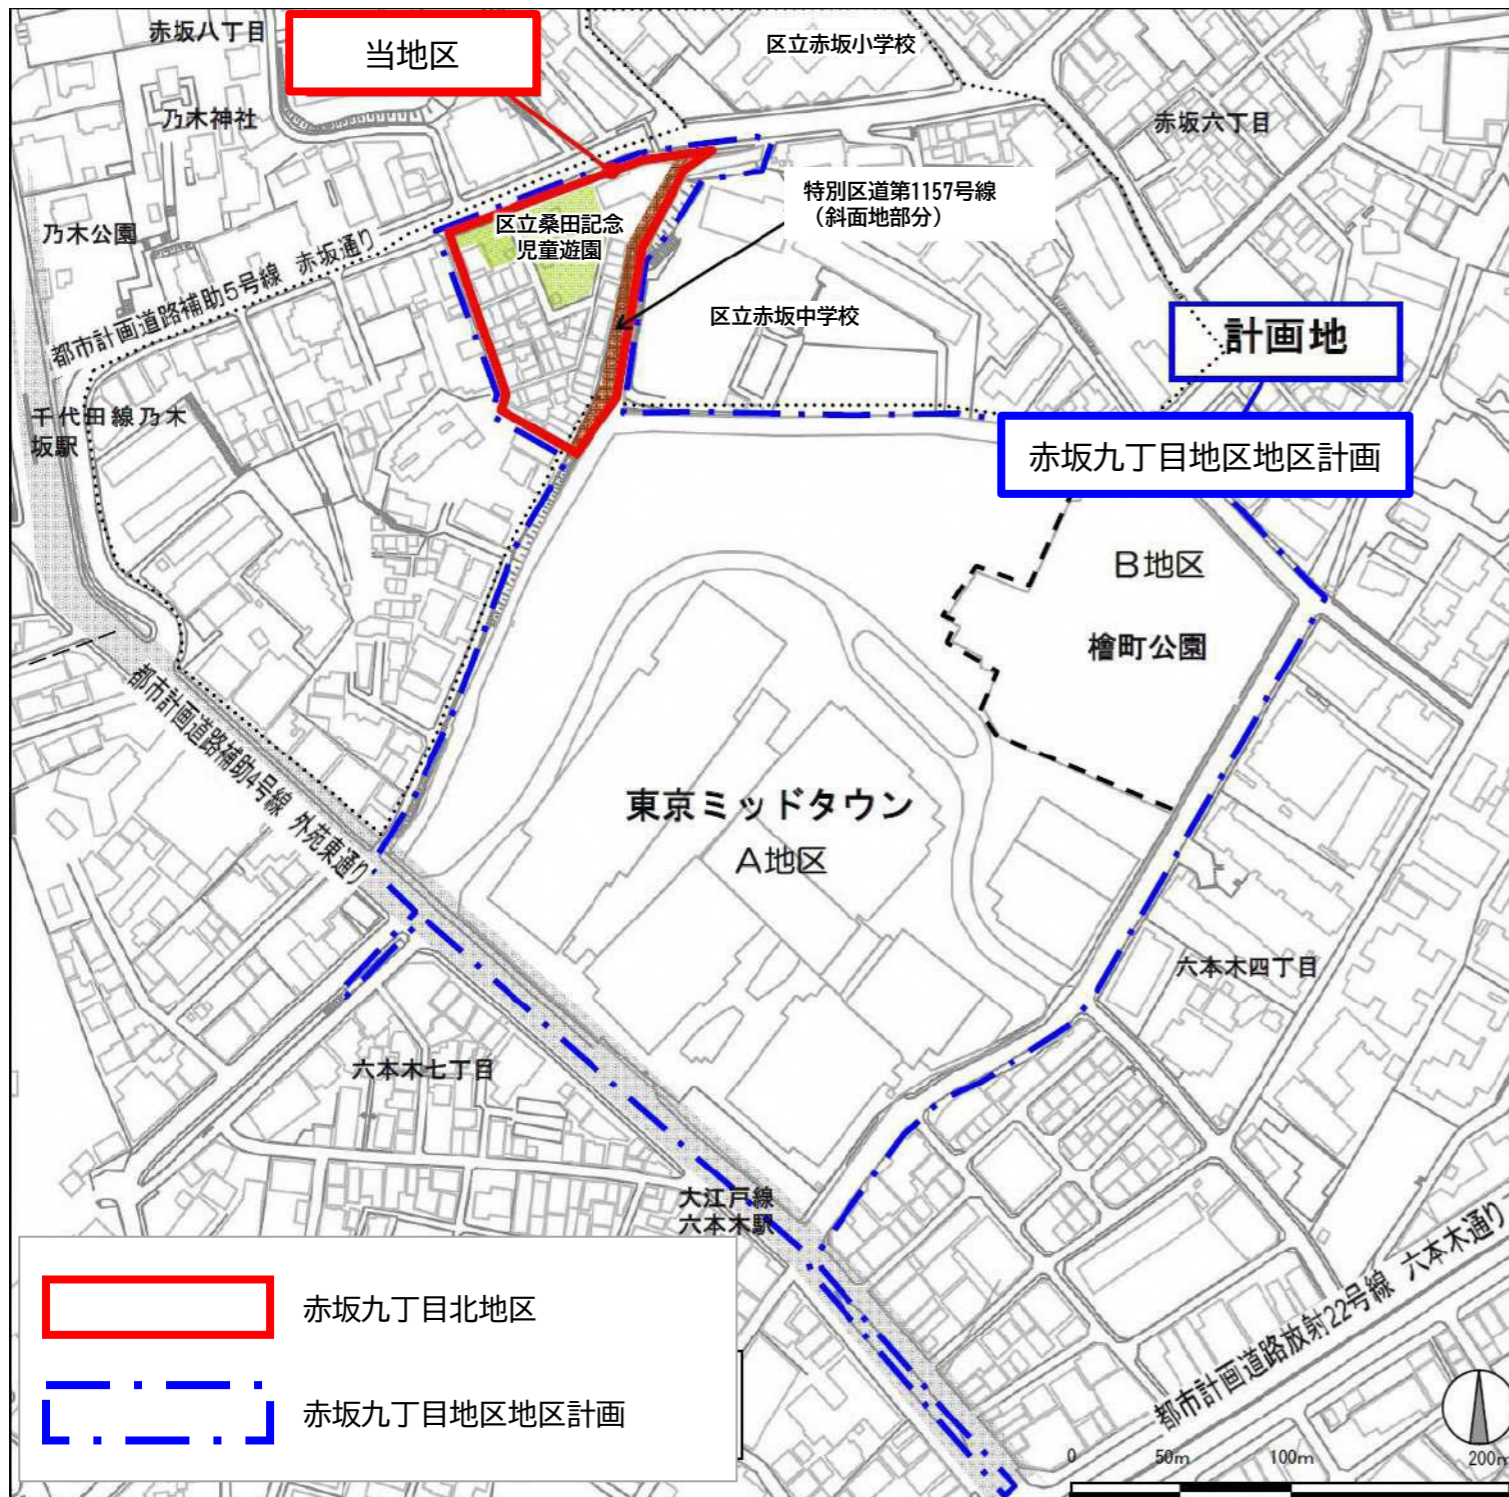 赤坂八丁目
当地区
区立赤坂小学校
乃木神社
赤坂六丁目
特別区道第1157号線
（斜面地部分）
乃木公園
区立桑田記念
児童遊園
都市計画道路補助5号線 赤坂通り
区立赤坂中学校
計画地
千代田線乃木
坂駅
赤坂九丁目地区地区計画
B地区
檜町公園
都市計画道路補助4号線 外苑東通り
東京ミッドタウン
A地区
六本木四丁目
六本木七丁目
大江戸線
六本木駅
都市計画道路放射22号線 六本木通り
赤坂九丁目北地区
赤坂九丁目地区地区計画
0 50m 100m 200m